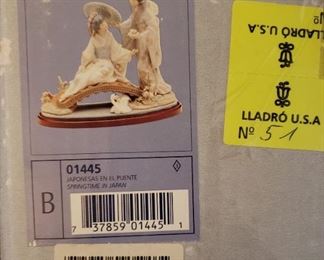 LLADRÓ U.S.A
LLADRÓ U.S.A
Nº 51
01445
JAPONESAS EN EL PUENTE
SPRINGTIME IN JAPAN
B
7 37859 01445 1